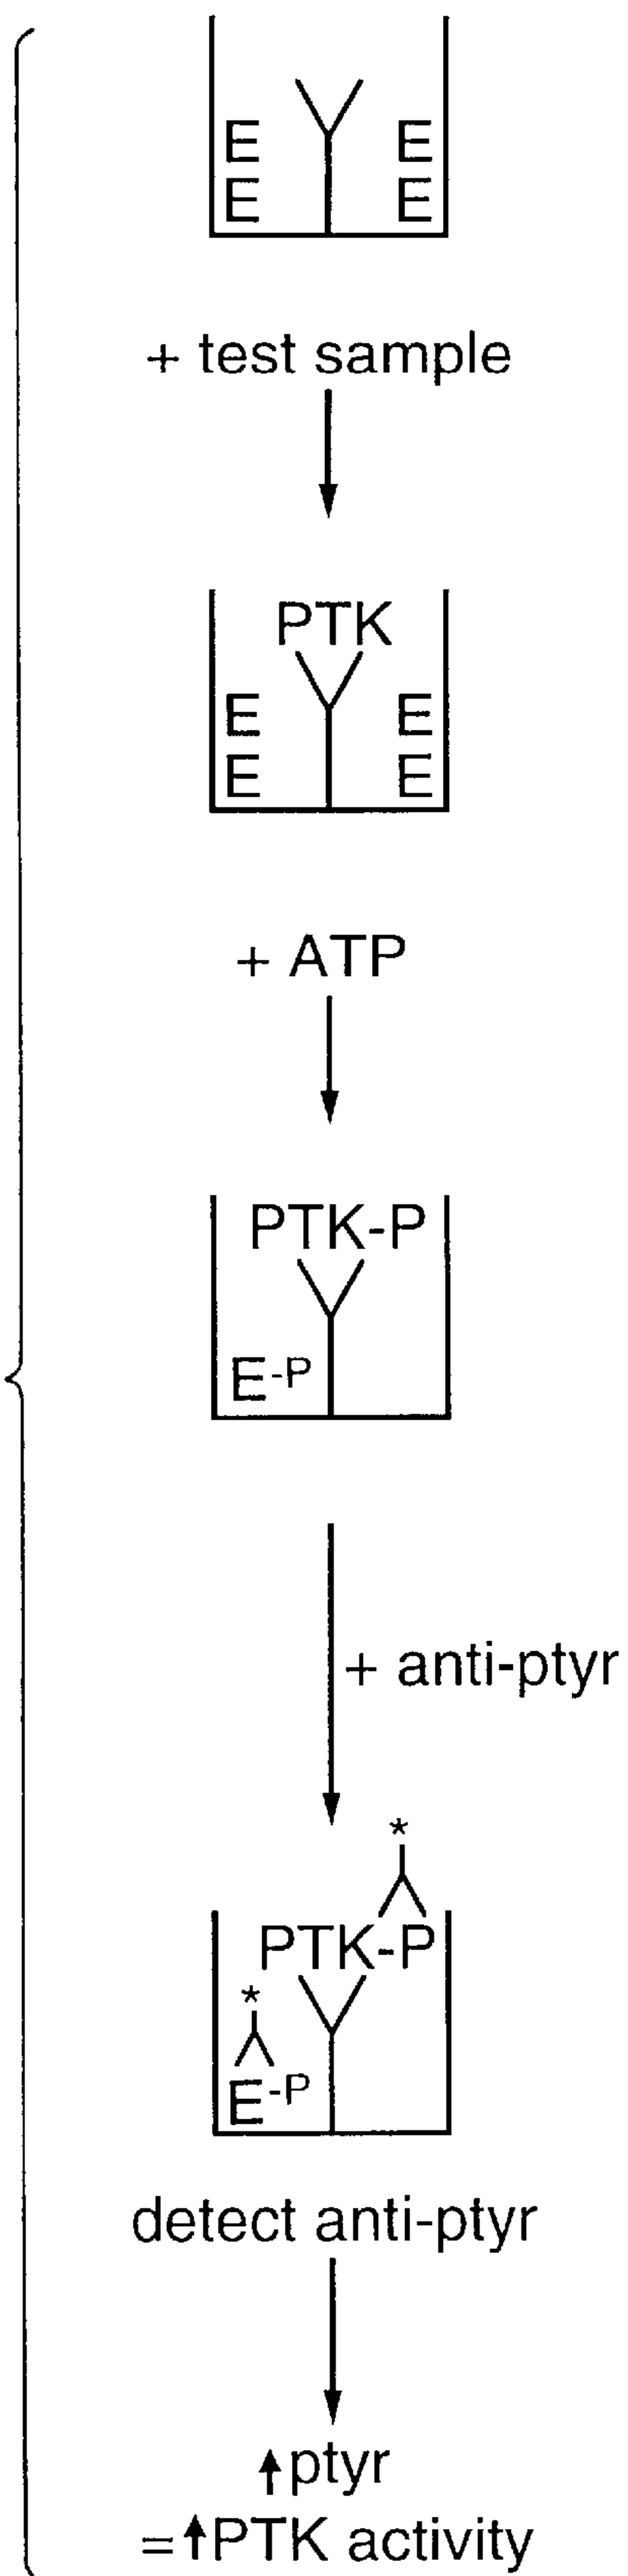 E E
E E
+ test sample
PTK
E E
E E
+ ATP
PTK-P
E-P
+ anti-ptyr
*
PTK-P
*
E-P
detect anti-ptyr
↑ptyr
=↑PTK activity